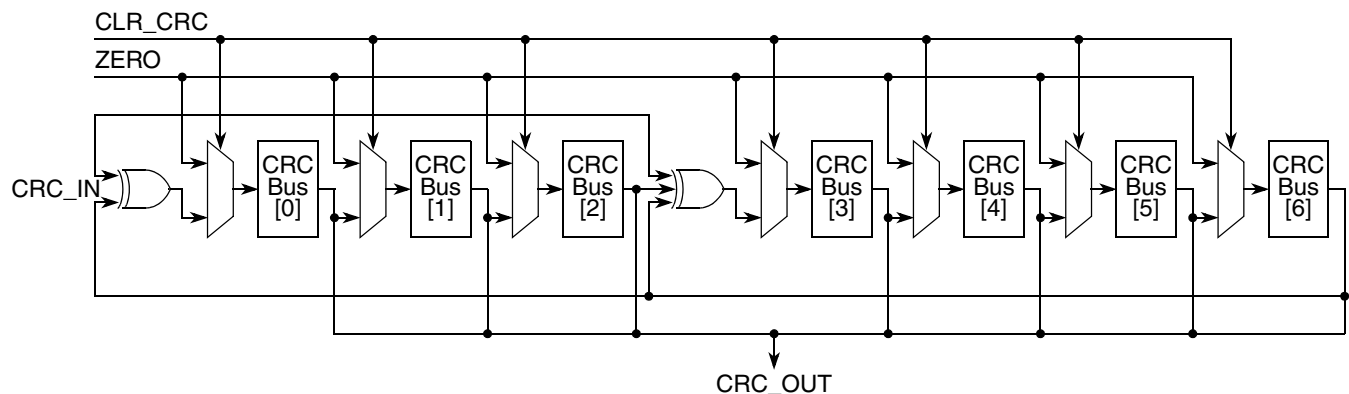 CLR_CRC
ZERO
CRC_IN
CRC
Bus
[0]
CRC
Bus
[1]
CRC
Bus
[2]
CRC
Bus
[3]
CRC
Bus
[4]
CRC
Bus
[5]
CRC
Bus
[6]
CRC_OUT